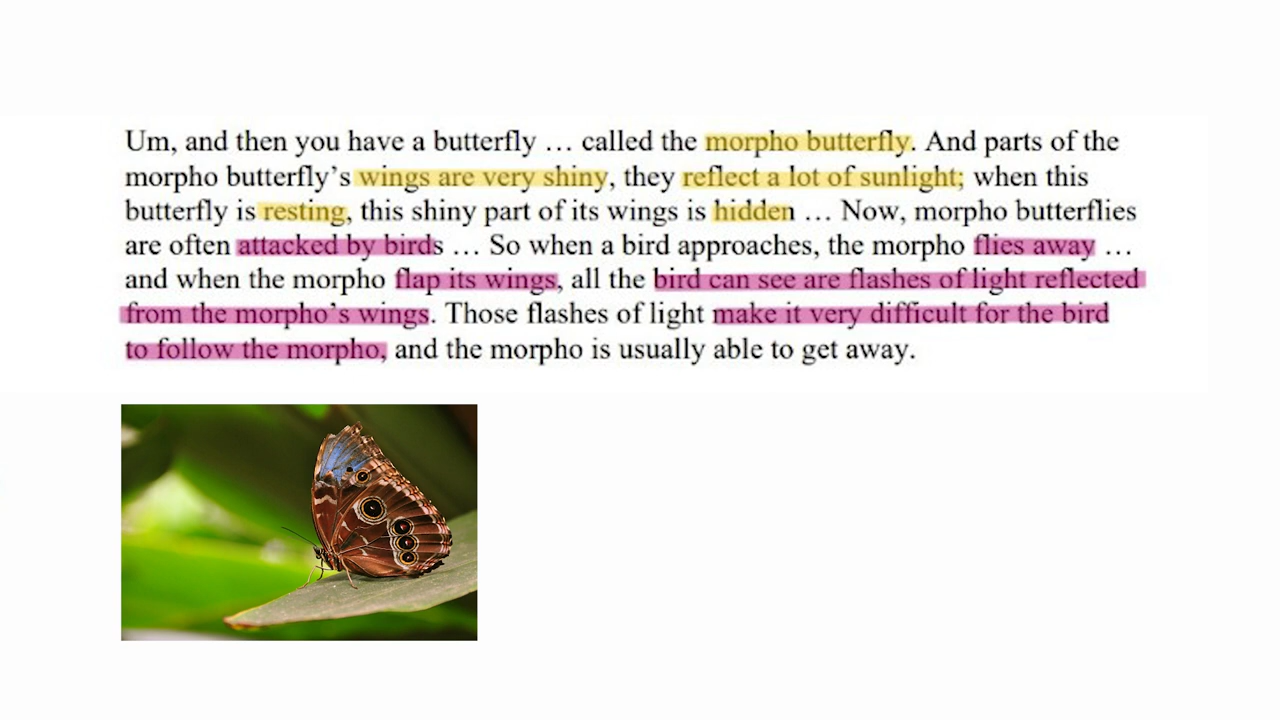 Um, and then you have a butterfly … called the morpho butterfly. And parts of the
morpho butterfly’s wings are very shiny, they reflect a lot of sunlight; when this
butterfly is resting, this shiny part of its wings is hidden … Now, morpho butterflies
are often attacked by birds … So when a bird approaches, the morpho flies away …
and when the morpho flap its wings, all the bird can see are flashes of light reflected
from the morpho’s wings. Those flashes of light make it very difficult for the bird
to follow the morpho, and the morpho is usually able to get away.